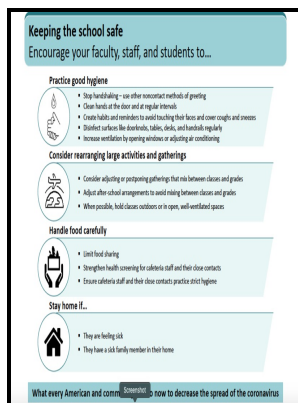 Keeping the school safe
Encourage your faculty, staff, and students to...
Practice good hygiene
Stop handshaking – use other noncontact methods of greeting
Clean hands at the door and at regular intervals
Create habits and reminders to avoid touching their faces and cover coughs and sneezes
Disinfect surfaces like doorknobs, tables, desks, and handrails regularly
Increase ventilation by opening windows or adjusting air conditioning
Consider rearranging large activities and gatherings
Consider adjusting or postponing gatherings that mix between classes and grades
Adjust after-school arrangements to avoid mixing between classes and grades
When possible, hold classes outdoors or in open, well-ventilated spaces
Handle food carefully
Limit food sharing
Strengthen health screening for cafeteria staff and their close contacts
Ensure cafeteria staff and their close contacts practice strict hygiene
Stay home if...
They are feeling sick
They have a sick family member in their home
Screenshot
What every American and comm o now to decrease the spread of the coronavirus